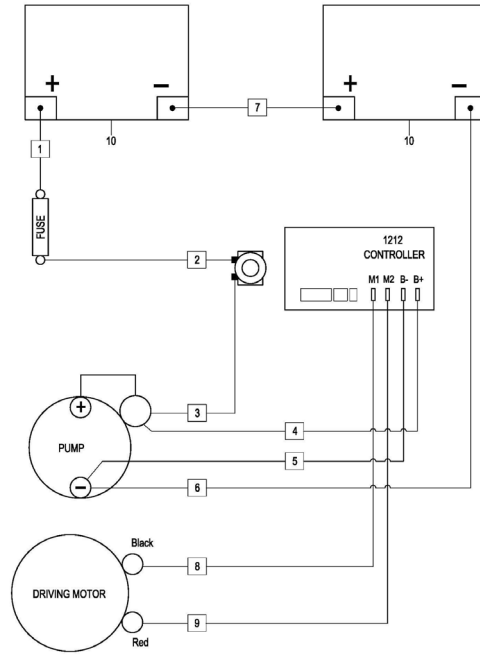 + − + −
7
10 10
1
FUSE
2
1212
CONTROLLER
M1 M2 B- B+
+
3
4
PUMP
5
−
6
Black
8
DRIVING MOTOR
9
Red